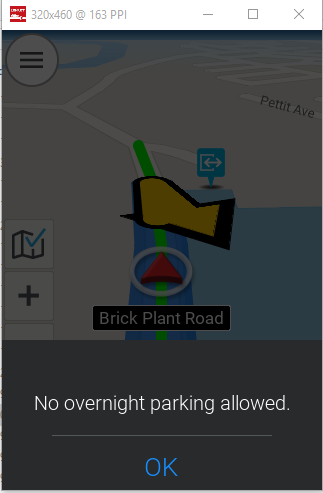 320x460 @ 163 PPI
Pettit Ave
Brick Plant Road
No overnight parking allowed.
OK